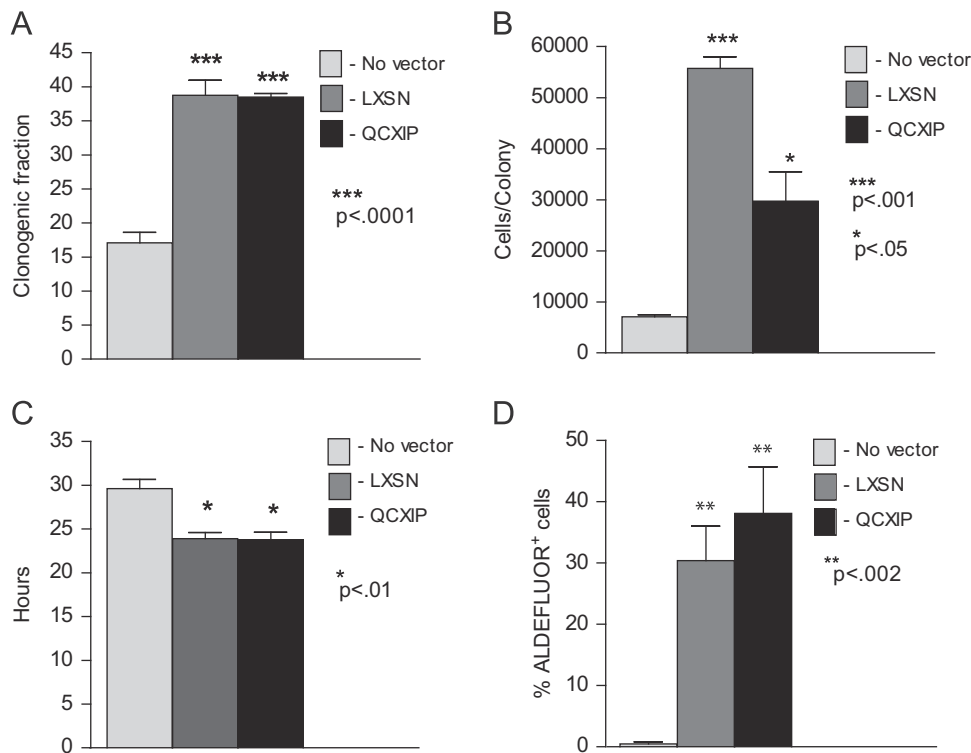 A
Clonogenic fraction
45
40
35
30
25
20
15
10
5
0
***
***
- No vector
- LXSN
- QCXIP
***
p<.0001
B
Cells/Colony
60000
50000
40000
30000
20000
10000
0
***
*
- No vector
- LXSN
- QCXIP
***
p<.001
*
p<.05
C
Hours
35
30
25
20
15
10
5
0
*
*
- No vector
- LXSN
- QCXIP
*
p<.01
D
% ALDEFLUOR+ cells
50
40
30
20
10
0
**
**
- No vector
- LXSN
- QCXIP
**
p<.002